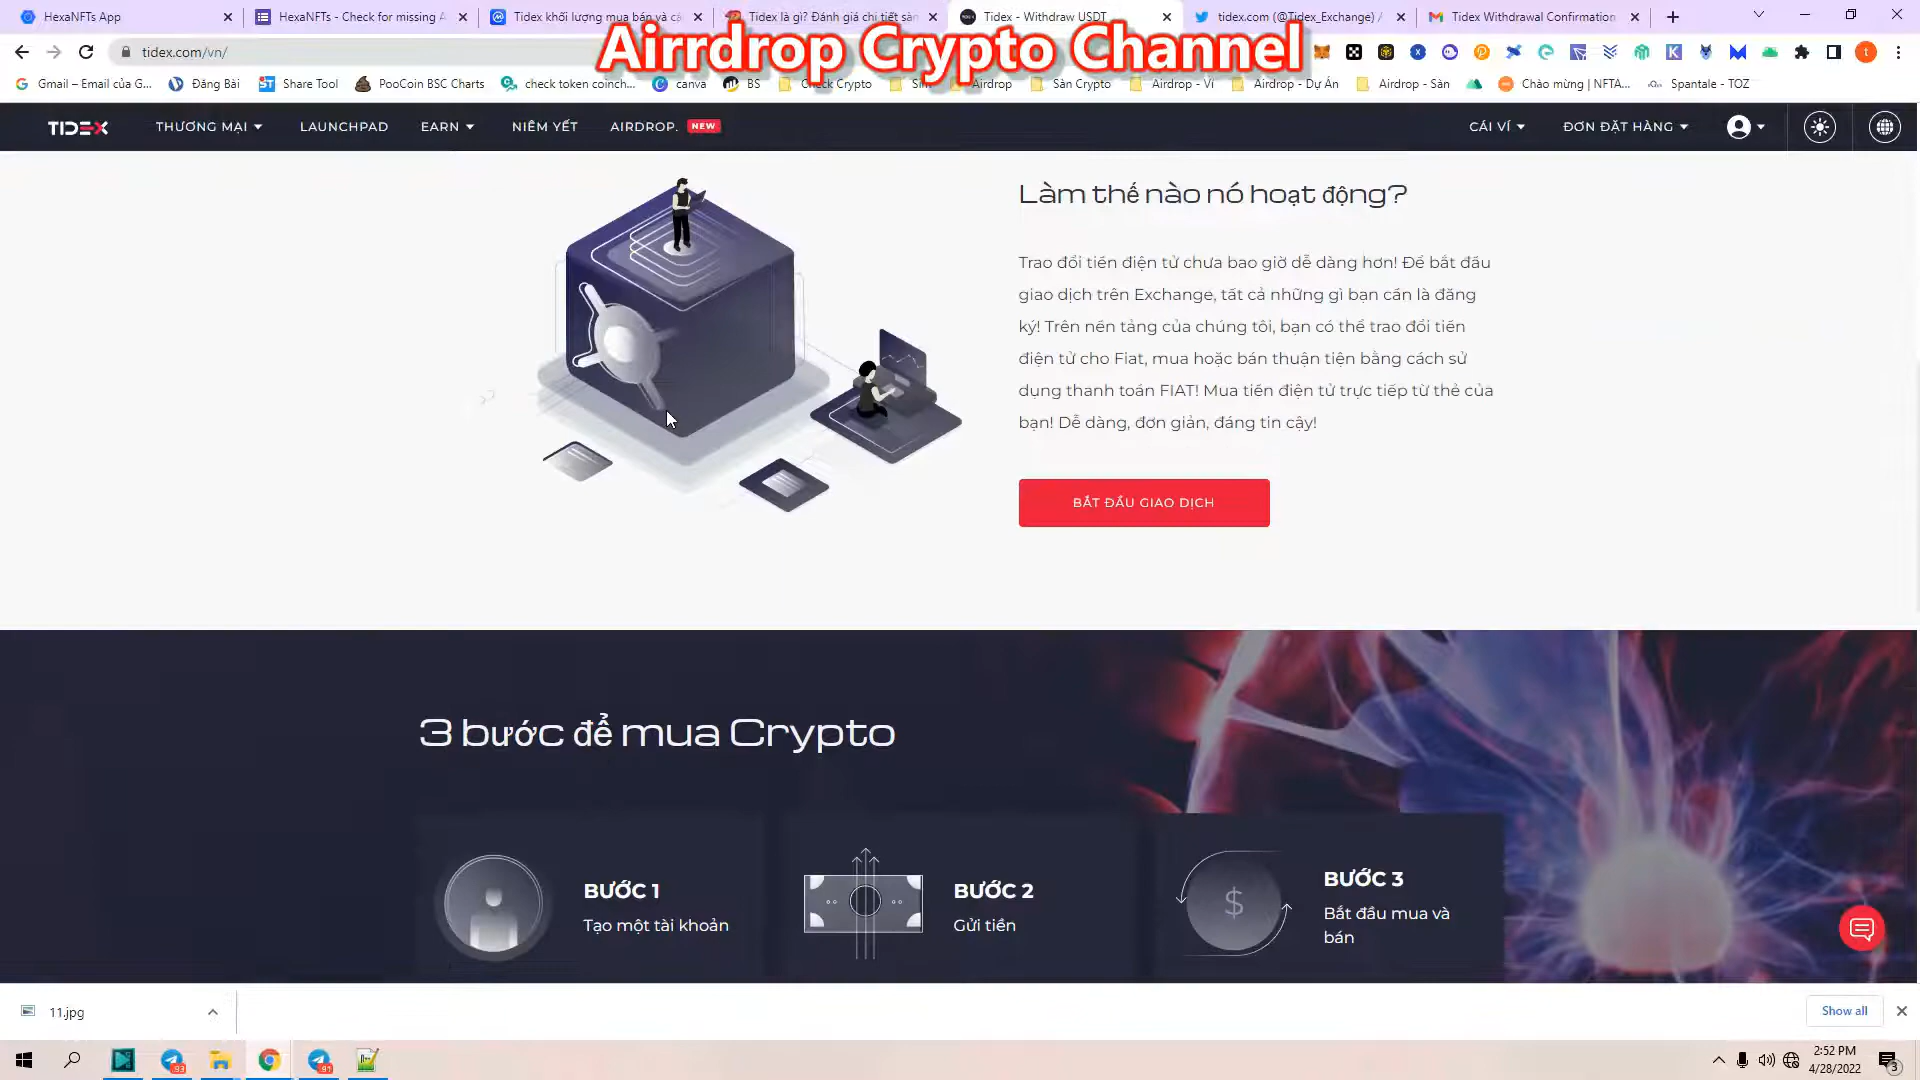 HexaNFTs App
HexaNFTs - Check for missing A
Tidex khối lượng mua bán và cá
Tidex là gì? Đánh giá chi tiết sàn
Tidex - Withdraw USDT
tidex.com (@Tidex_Exchange) /
Tidex Withdrawal Confirmation
tidex.com/vn/
Airrdrop Crypto Channel
Gmail – Email của G...
Đăng Bài
Share Tool
PooCoin BSC Charts
check token coinch...
canva
BS
Check Crypto
Airdrop
Sàn Crypto
Airdrop - Ví
Airdrop - Dự Án
Airdrop - Sàn
Chào mừng | NFTA...
Spantale - TOZ
TIDEX
THƯƠNG MẠI
LAUNCHPAD
EARN
NIÊM YẾT
AIRDROP.
NEW
CÁI VÍ
ĐƠN ĐẶT HÀNG
Làm thế nào nó hoạt động?
Trao đổi tiền điện tử chưa bao giờ dễ dàng hơn! Để bắt đầu
giao dịch trên Exchange, tất cả những gì bạn cần là đăng
ký! Trên nền tảng của chúng tôi, bạn có thể trao đổi tiền
điện tử cho Fiat, mua hoặc bán thuận tiện bằng cách sử
dụng thanh toán FIAT! Mua tiền điện tử trực tiếp từ thẻ của
bạn! Dễ dàng, đơn giản, đáng tin cậy!
BẮT ĐẦU GIAO DỊCH
3 bước để mua Crypto
BƯỚC 1
Tạo một tài khoản
BƯỚC 2
Gửi tiền
BƯỚC 3
Bắt đầu mua và
bán
11.jpg
Show all
93
91
2:52 PM
4/28/2022
3